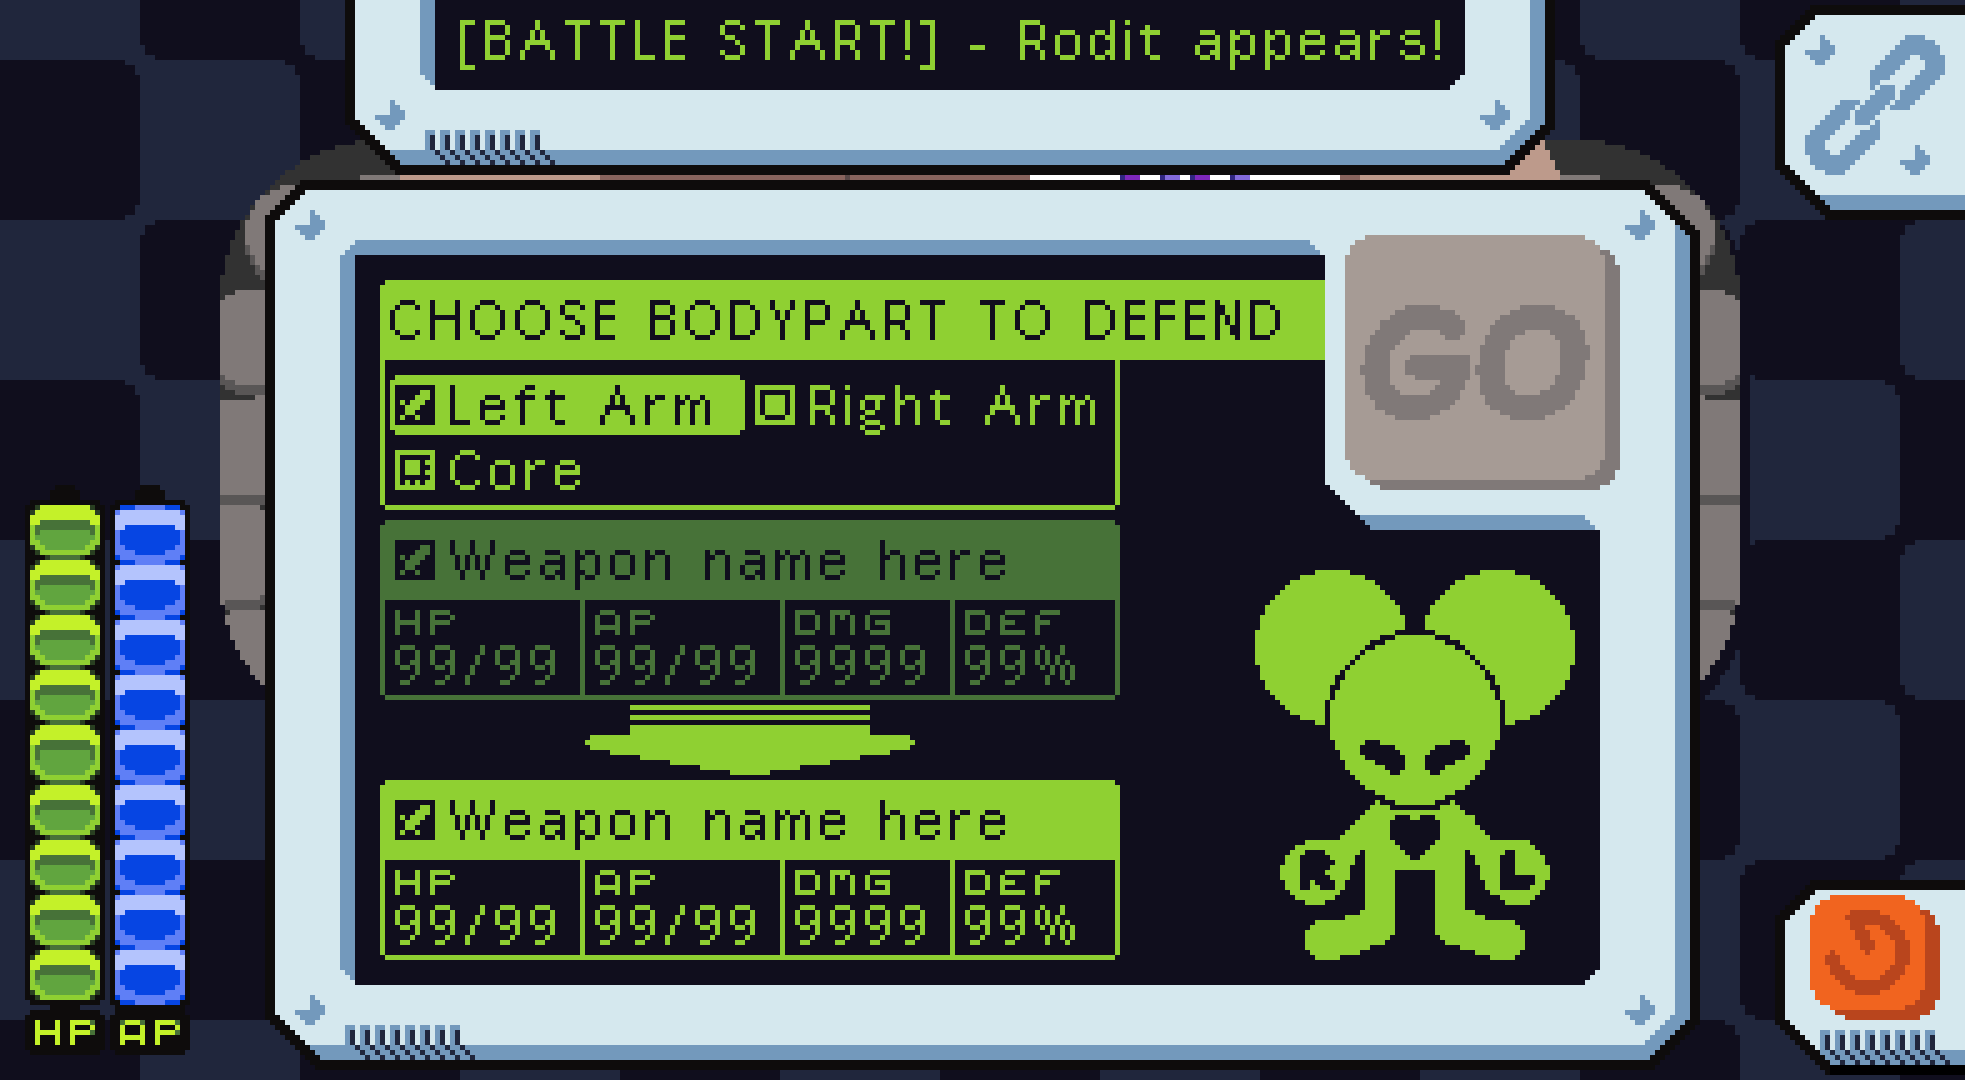 [BATTLE START!] - Rodit appears!
CHOOSE BODYPART TO DEFEND
GO
Left Arm Right Arm
Core
Weapon name here
HP AP DMG DEF
99/99 99/99 9999 99%
Weapon name here
HP AP DMG DEF
99/99 99/99 9999 99%
R L
HP AP